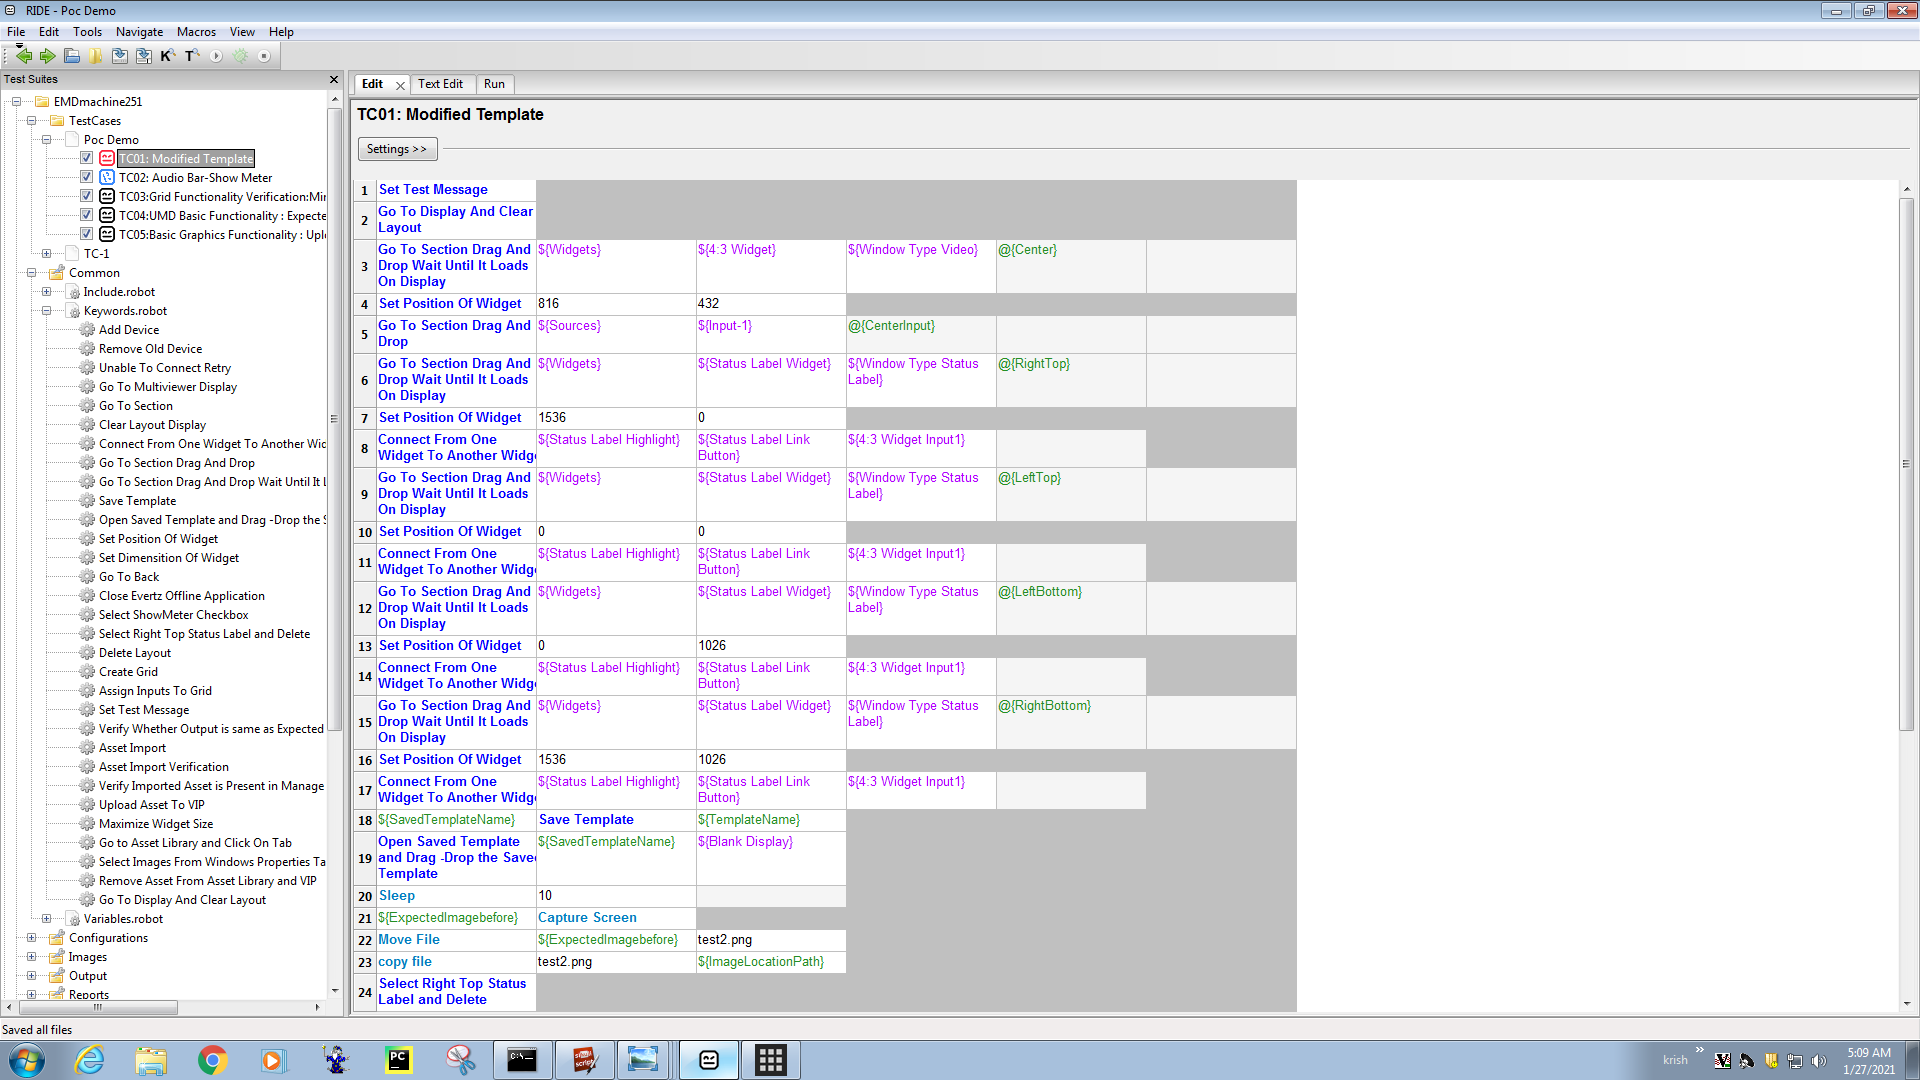 RIDE - Poc Demo
File Edit Tools Navigate Macros View Help
Test Suites
EMDmachine251
TestCases
Poc Demo
TC01: Modified Template
TC02: Audio Bar-Show Meter
TC03:Grid Functionality Verification:Mir
TC04:UMD Basic Functionality : Expecte
TC05:Basic Graphics Functionality : Uplo
TC-1
Common
Include.robot
Keywords.robot
Add Device
Remove Old Device
Unable To Connect Retry
Go To Multiviewer Display
Go To Section
Clear Layout Display
Connect From One Widget To Another Wid
Go To Section Drag And Drop
Go To Section Drag And Drop Wait Until It L
Save Template
Open Saved Template and Drag -Drop the S
Set Position Of Widget
Set Dimensition Of Widget
Go To Back
Close Evertz Offline Application
Select ShowMeter Checkbox
Select Right Top Status Label and Delete
Delete Layout
Create Grid
Assign Inputs To Grid
Set Test Message
Verify Whether Output is same as Expected
Asset Import
Asset Import Verification
Verify Imported Asset is Present in Manage
Upload Asset To VIP
Maximize Widget Size
Go to Asset Library and Click On Tab
Select Images From Windows Properties Ta
Remove Asset From Asset Library and VIP
Go To Display And Clear Layout
Variables.robot
Configurations
Images
Output
Reports
Edit Text Edit Run
TC01: Modified Template
Settings >>
1 Set Test Message
2 Go To Display And Clear
Layout
3 Go To Section Drag And
Drop Wait Until It Loads
On Display ${Widgets} ${4:3 Widget} ${Window Type Video} @{Center}
4 Set Position Of Widget 816 432
5 Go To Section Drag And
Drop ${Sources} ${Input-1} @{CenterInput}
6 Go To Section Drag And
Drop Wait Until It Loads
On Display ${Widgets} ${Status Label Widget} ${Window Type Status
Label} @{RightTop}
7 Set Position Of Widget 1536 0
8 Connect From One
Widget To Another Widg ${Status Label Highlight} ${Status Label Link
Button} ${4:3 Widget Input1}
9 Go To Section Drag And
Drop Wait Until It Loads
On Display ${Widgets} ${Status Label Widget} ${Window Type Status
Label} @{LeftTop}
10 Set Position Of Widget 0 0
11 Connect From One
Widget To Another Widg ${Status Label Highlight} ${Status Label Link
Button} ${4:3 Widget Input1}
12 Go To Section Drag And
Drop Wait Until It Loads
On Display ${Widgets} ${Status Label Widget} ${Window Type Status
Label} @{LeftBottom}
13 Set Position Of Widget 0 1026
14 Connect From One
Widget To Another Widg ${Status Label Highlight} ${Status Label Link
Button} ${4:3 Widget Input1}
15 Go To Section Drag And
Drop Wait Until It Loads
On Display ${Widgets} ${Status Label Widget} ${Window Type Status
Label} @{RightBottom}
16 Set Position Of Widget 1536 1026
17 Connect From One
Widget To Another Widg ${Status Label Highlight} ${Status Label Link
Button} ${4:3 Widget Input1}
18 ${SavedTemplateName} Save Template ${TemplateName}
19 Open Saved Template
and Drag -Drop the Save
Template ${SavedTemplateName} ${Blank Display}
20 Sleep 10
21 ${ExpectedImagebefore} Capture Screen
22 Move File ${ExpectedImagebefore} test2.png
23 copy file test2.png ${ImageLocationPath}
24 Select Right Top Status
Label and Delete
Saved all files
krish
5:09 AM
1/27/2021